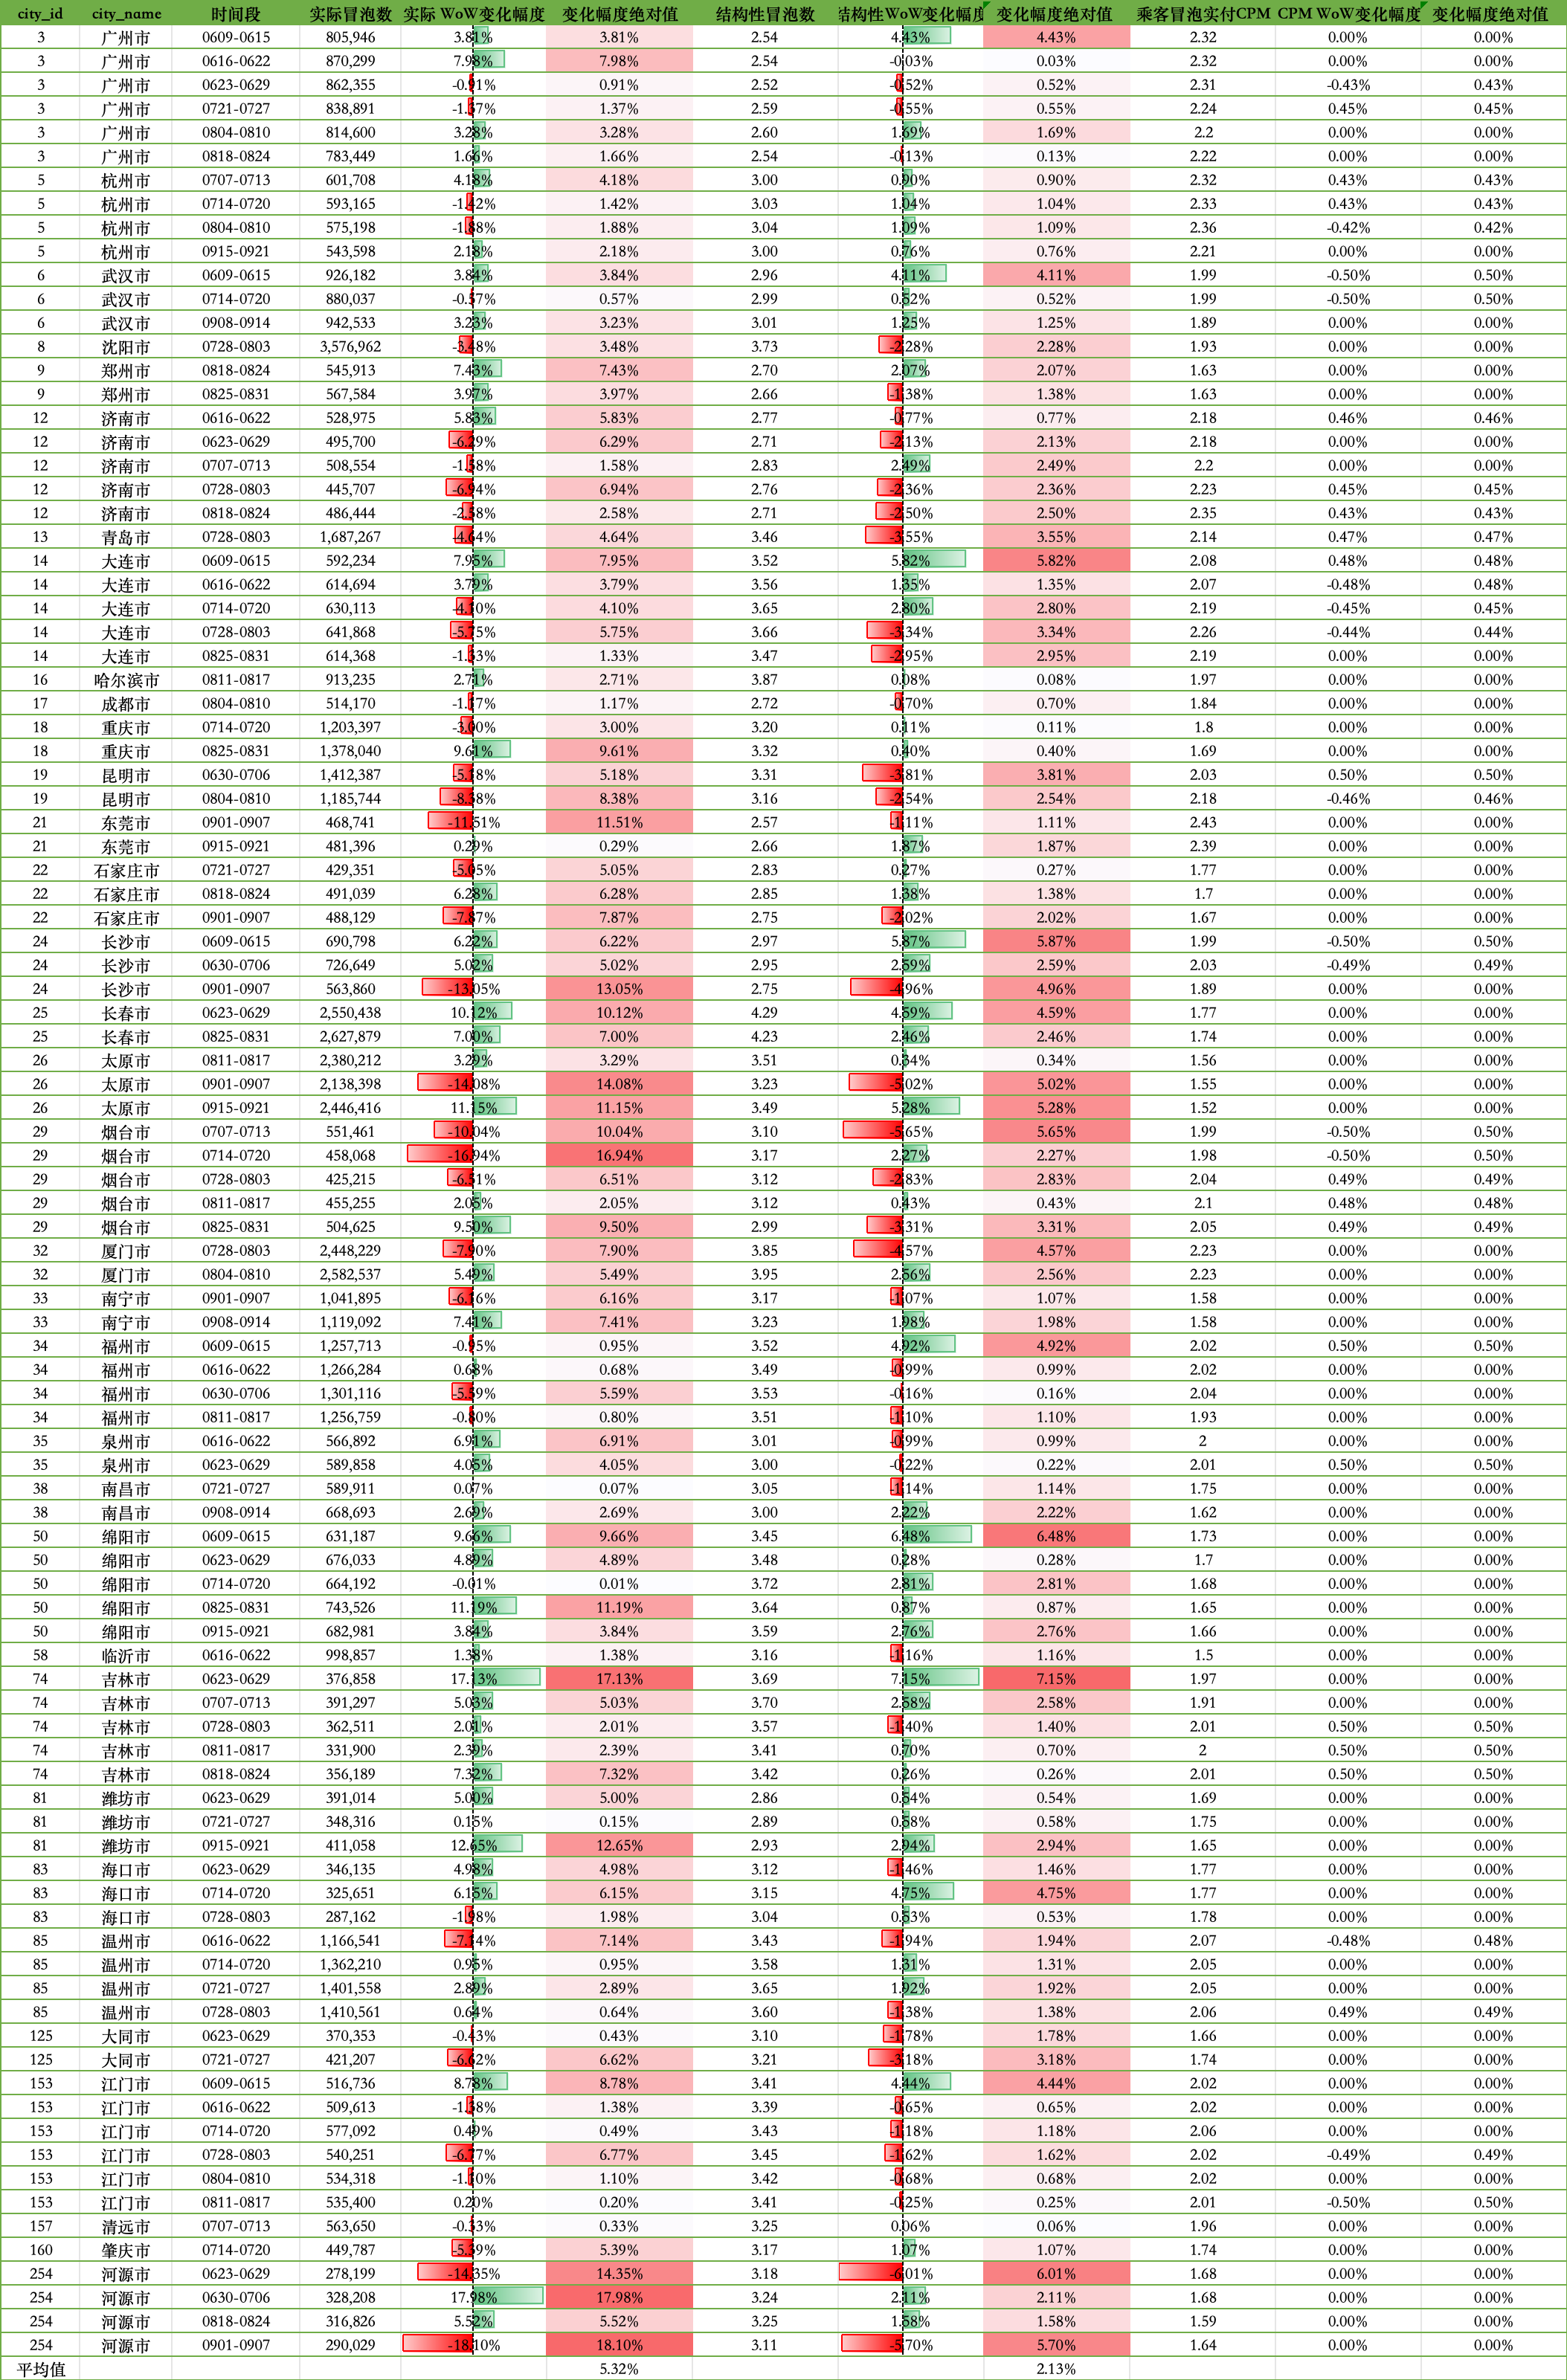 city_id city_name 时间段 实际冒泡数 实际 WoW变化幅度 变化幅度绝对值 结构性冒泡数 结构性WoW变化幅度 变化幅度绝对值 乘客冒泡实付CPM CPM WoW变化幅度 变化幅度绝对值
3 广州市 0609-0615 805,946 3.81% 3.81% 2.54 4.43% 4.43% 2.32 0.00% 0.00%
3 广州市 0616-0622 870,299 7.98% 7.98% 2.54 -0.03% 0.03% 2.32 0.00% 0.00%
3 广州市 0623-0629 862,355 -0.91% 0.91% 2.52 -0.52% 0.52% 2.31 -0.43% 0.43%
3 广州市 0721-0727 838,891 -1.37% 1.37% 2.59 -0.55% 0.55% 2.24 0.45% 0.45%
3 广州市 0804-0810 814,600 3.28% 3.28% 2.60 1.69% 1.69% 2.2 0.00% 0.00%
3 广州市 0818-0824 783,449 1.66% 1.66% 2.54 -0.13% 0.13% 2.22 0.00% 0.00%
5 杭州市 0707-0713 601,708 4.18% 4.18% 3.00 0.90% 0.90% 2.32 0.43% 0.43%
5 杭州市 0714-0720 593,165 -1.42% 1.42% 3.03 1.04% 1.04% 2.33 0.43% 0.43%
5 杭州市 0804-0810 575,198 -1.88% 1.88% 3.04 1.09% 1.09% 2.36 -0.42% 0.42%
5 杭州市 0915-0921 543,598 2.18% 2.18% 3.00 0.76% 0.76% 2.21 0.00% 0.00%
6 武汉市 0609-0615 926,182 3.84% 3.84% 2.96 4.11% 4.11% 1.99 -0.50% 0.50%
6 武汉市 0714-0720 880,037 -0.57% 0.57% 2.99 0.52% 0.52% 1.99 -0.50% 0.50%
6 武汉市 0908-0914 942,533 3.23% 3.23% 3.01 1.25% 1.25% 1.89 0.00% 0.00%
8 沈阳市 0728-0803 3,576,962 -3.48% 3.48% 3.73 -2.28% 2.28% 1.93 0.00% 0.00%
9 郑州市 0818-0824 545,913 7.43% 7.43% 2.70 2.07% 2.07% 1.63 0.00% 0.00%
9 郑州市 0825-0831 567,584 3.97% 3.97% 2.66 -1.38% 1.38% 1.63 0.00% 0.00%
12 济南市 0616-0622 528,975 5.83% 5.83% 2.77 -0.77% 0.77% 2.18 0.46% 0.46%
12 济南市 0623-0629 495,700 -6.29% 6.29% 2.71 -2.13% 2.13% 2.18 0.00% 0.00%
12 济南市 0707-0713 508,554 -1.58% 1.58% 2.83 2.49% 2.49% 2.2 0.00% 0.00%
12 济南市 0728-0803 445,707 -6.94% 6.94% 2.76 -2.36% 2.36% 2.23 0.45% 0.45%
12 济南市 0818-0824 486,444 -2.58% 2.58% 2.71 -2.50% 2.50% 2.35 0.43% 0.43%
13 青岛市 0728-0803 1,687,267 -4.64% 4.64% 3.46 -3.55% 3.55% 2.14 0.47% 0.47%
14 大连市 0609-0615 592,234 7.95% 7.95% 3.52 5.82% 5.82% 2.08 0.48% 0.48%
14 大连市 0616-0622 614,694 3.79% 3.79% 3.56 1.35% 1.35% 2.07 -0.48% 0.48%
14 大连市 0714-0720 630,113 -4.10% 4.10% 3.65 2.80% 2.80% 2.19 -0.45% 0.45%
14 大连市 0728-0803 641,868 -5.75% 5.75% 3.66 -3.34% 3.34% 2.26 -0.44% 0.44%
14 大连市 0825-0831 614,368 -1.33% 1.33% 3.47 -2.95% 2.95% 2.19 0.00% 0.00%
16 哈尔滨市 0811-0817 913,235 2.71% 2.71% 3.87 0.08% 0.08% 1.97 0.00% 0.00%
17 成都市 0804-0810 514,170 -1.17% 1.17% 2.72 -0.70% 0.70% 1.84 0.00% 0.00%
18 重庆市 0714-0720 1,203,397 -3.00% 3.00% 3.20 0.11% 0.11% 1.8 0.00% 0.00%
18 重庆市 0825-0831 1,378,040 9.61% 9.61% 3.32 0.40% 0.40% 1.69 0.00% 0.00%
19 昆明市 0630-0706 1,412,387 -5.18% 5.18% 3.31 -3.81% 3.81% 2.03 0.50% 0.50%
19 昆明市 0804-0810 1,185,744 -8.38% 8.38% 3.16 -2.54% 2.54% 2.18 -0.46% 0.46%
21 东莞市 0901-0907 468,741 -11.51% 11.51% 2.57 -1.11% 1.11% 2.43 0.00% 0.00%
21 东莞市 0915-0921 481,396 0.29% 0.29% 2.66 1.87% 1.87% 2.39 0.00% 0.00%
22 石家庄市 0721-0727 429,351 -5.05% 5.05% 2.83 0.27% 0.27% 1.77 0.00% 0.00%
22 石家庄市 0818-0824 491,039 6.28% 6.28% 2.85 1.38% 1.38% 1.7 0.00% 0.00%
22 石家庄市 0901-0907 488,129 -7.87% 7.87% 2.75 -2.02% 2.02% 1.67 0.00% 0.00%
24 长沙市 0609-0615 690,798 6.22% 6.22% 2.97 5.87% 5.87% 1.99 -0.50% 0.50%
24 长沙市 0630-0706 726,649 5.02% 5.02% 2.95 2.59% 2.59% 2.03 -0.49% 0.49%
24 长沙市 0901-0907 563,860 -13.05% 13.05% 2.75 -4.96% 4.96% 1.89 0.00% 0.00%
25 长春市 0623-0629 2,550,438 10.12% 10.12% 4.29 4.59% 4.59% 1.77 0.00% 0.00%
25 长春市 0825-0831 2,627,879 7.00% 7.00% 4.23 2.46% 2.46% 1.74 0.00% 0.00%
26 太原市 0811-0817 2,380,212 3.29% 3.29% 3.51 0.34% 0.34% 1.56 0.00% 0.00%
26 太原市 0901-0907 2,138,398 -14.08% 14.08% 3.23 -5.02% 5.02% 1.55 0.00% 0.00%
26 太原市 0915-0921 2,446,416 11.15% 11.15% 3.49 5.28% 5.28% 1.52 0.00% 0.00%
29 烟台市 0707-0713 551,461 -10.04% 10.04% 3.10 -5.65% 5.65% 1.99 -0.50% 0.50%
29 烟台市 0714-0720 458,068 -16.94% 16.94% 3.17 2.27% 2.27% 1.98 -0.50% 0.50%
29 烟台市 0728-0803 425,215 -6.51% 6.51% 3.12 -2.83% 2.83% 2.04 0.49% 0.49%
29 烟台市 0811-0817 455,255 2.05% 2.05% 3.12 0.43% 0.43% 2.1 0.48% 0.48%
29 烟台市 0825-0831 504,625 9.50% 9.50% 2.99 -3.31% 3.31% 2.05 0.49% 0.49%
32 厦门市 0728-0803 2,448,229 -7.90% 7.90% 3.85 -4.57% 4.57% 2.23 0.00% 0.00%
32 厦门市 0804-0810 2,582,537 5.49% 5.49% 3.95 2.56% 2.56% 2.23 0.00% 0.00%
33 南宁市 0901-0907 1,041,895 -6.16% 6.16% 3.17 -1.07% 1.07% 1.58 0.00% 0.00%
33 南宁市 0908-0914 1,119,092 7.41% 7.41% 3.23 1.98% 1.98% 1.58 0.00% 0.00%
34 福州市 0609-0615 1,257,713 -0.95% 0.95% 3.52 4.92% 4.92% 2.02 0.50% 0.50%
34 福州市 0616-0622 1,266,284 0.68% 0.68% 3.49 -0.99% 0.99% 2.02 0.00% 0.00%
34 福州市 0630-0706 1,301,116 -5.59% 5.59% 3.53 -0.16% 0.16% 2.04 0.00% 0.00%
34 福州市 0811-0817 1,256,759 -0.80% 0.80% 3.51 -1.10% 1.10% 1.93 0.00% 0.00%
35 泉州市 0616-0622 566,892 6.91% 6.91% 3.01 -0.99% 0.99% 2 0.00% 0.00%
35 泉州市 0623-0629 589,858 4.05% 4.05% 3.00 -0.22% 0.22% 2.01 0.50% 0.50%
38 南昌市 0721-0727 589,911 0.07% 0.07% 3.05 -1.14% 1.14% 1.75 0.00% 0.00%
38 南昌市 0908-0914 668,693 2.69% 2.69% 3.00 2.22% 2.22% 1.62 0.00% 0.00%
50 绵阳市 0609-0615 631,187 9.66% 9.66% 3.45 6.48% 6.48% 1.73 0.00% 0.00%
50 绵阳市 0623-0629 676,033 4.89% 4.89% 3.48 0.28% 0.28% 1.7 0.00% 0.00%
50 绵阳市 0714-0720 664,192 -0.01% 0.01% 3.72 2.81% 2.81% 1.68 0.00% 0.00%
50 绵阳市 0825-0831 743,526 11.19% 11.19% 3.64 0.87% 0.87% 1.65 0.00% 0.00%
50 绵阳市 0915-0921 682,981 3.84% 3.84% 3.59 2.76% 2.76% 1.66 0.00% 0.00%
58 临沂市 0616-0622 998,857 1.38% 1.38% 3.16 -1.16% 1.16% 1.5 0.00% 0.00%
74 吉林市 0623-0629 376,858 17.13% 17.13% 3.69 7.15% 7.15% 1.97 0.00% 0.00%
74 吉林市 0707-0713 391,297 5.03% 5.03% 3.70 2.58% 2.58% 1.91 0.00% 0.00%
74 吉林市 0728-0803 362,511 2.01% 2.01% 3.57 -1.40% 1.40% 2.01 0.50% 0.50%
74 吉林市 0811-0817 331,900 2.39% 2.39% 3.41 0.70% 0.70% 2 0.50% 0.50%
74 吉林市 0818-0824 356,189 7.32% 7.32% 3.42 0.26% 0.26% 2.01 0.50% 0.50%
81 潍坊市 0623-0629 391,014 5.00% 5.00% 2.86 0.54% 0.54% 1.69 0.00% 0.00%
81 潍坊市 0721-0727 348,316 0.15% 0.15% 2.89 0.58% 0.58% 1.75 0.00% 0.00%
81 潍坊市 0915-0921 411,058 12.65% 12.65% 2.93 2.94% 2.94% 1.65 0.00% 0.00%
83 海口市 0623-0629 346,135 4.98% 4.98% 3.12 -1.46% 1.46% 1.77 0.00% 0.00%
83 海口市 0714-0720 325,651 6.15% 6.15% 3.15 4.75% 4.75% 1.77 0.00% 0.00%
83 海口市 0728-0803 287,162 -1.98% 1.98% 3.04 0.53% 0.53% 1.78 0.00% 0.00%
85 温州市 0616-0622 1,166,541 -7.14% 7.14% 3.43 -1.94% 1.94% 2.07 -0.48% 0.48%
85 温州市 0714-0720 1,362,210 0.95% 0.95% 3.58 1.31% 1.31% 2.05 0.00% 0.00%
85 温州市 0721-0727 1,401,558 2.89% 2.89% 3.65 1.92% 1.92% 2.05 0.00% 0.00%
85 温州市 0728-0803 1,410,561 0.64% 0.64% 3.60 -1.38% 1.38% 2.06 0.49% 0.49%
125 大同市 0623-0629 370,353 -0.43% 0.43% 3.10 -1.78% 1.78% 1.66 0.00% 0.00%
125 大同市 0721-0727 421,207 -6.62% 6.62% 3.21 -3.18% 3.18% 1.74 0.00% 0.00%
153 江门市 0609-0615 516,736 8.78% 8.78% 3.41 4.44% 4.44% 2.02 0.00% 0.00%
153 江门市 0616-0622 509,613 -1.38% 1.38% 3.39 -0.65% 0.65% 2.02 0.00% 0.00%
153 江门市 0714-0720 577,092 0.49% 0.49% 3.43 -1.18% 1.18% 2.06 0.00% 0.00%
153 江门市 0728-0803 540,251 -6.77% 6.77% 3.45 -1.62% 1.62% 2.02 -0.49% 0.49%
153 江门市 0804-0810 534,318 -1.10% 1.10% 3.42 -0.68% 0.68% 2.02 0.00% 0.00%
153 江门市 0811-0817 535,400 0.20% 0.20% 3.41 -0.25% 0.25% 2.01 -0.50% 0.50%
157 清远市 0707-0713 563,650 -0.33% 0.33% 3.25 0.06% 0.06% 1.96 0.00% 0.00%
160 肇庆市 0714-0720 449,787 -5.39% 5.39% 3.17 1.07% 1.07% 1.74 0.00% 0.00%
254 河源市 0623-0629 278,199 -14.35% 14.35% 3.18 -6.01% 6.01% 1.68 0.00% 0.00%
254 河源市 0630-0706 328,208 17.98% 17.98% 3.24 2.11% 2.11% 1.68 0.00% 0.00%
254 河源市 0818-0824 316,826 5.52% 5.52% 3.25 1.58% 1.58% 1.59 0.00% 0.00%
254 河源市 0901-0907 290,029 -18.10% 18.10% 3.11 -5.70% 5.70% 1.64 0.00% 0.00%
平均值 5.32% 2.13%